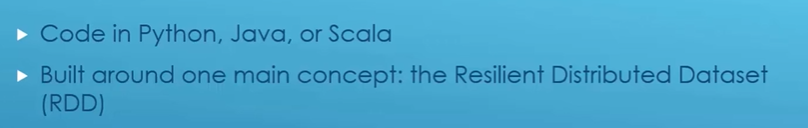 Code in Python, Java, or Scala
Built around one main concept: the Resilient Distributed Dataset
(RDD)